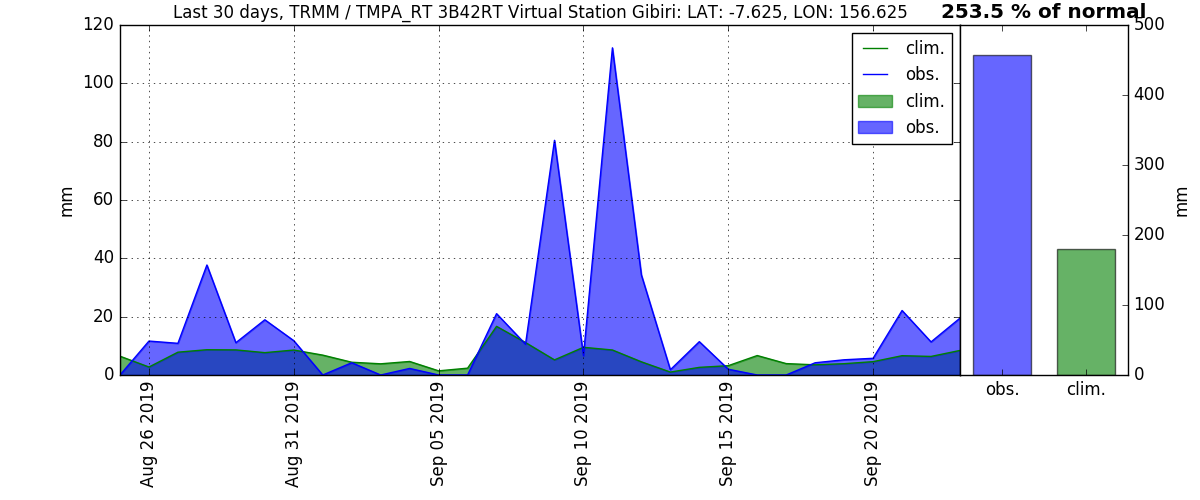 Last 30 days, TRMM / TMPA_RT 3B42RT Virtual Station Gibiri: LAT: -7.625, LON: 156.625
253.5 % of normal
120
100
80
60
40
20
0
mm
clim.
obs.
clim.
obs.
Aug 26 2019
Aug 31 2019
Sep 05 2019
Sep 10 2019
Sep 15 2019
Sep 20 2019
500
400
300
200
100
0
mm
obs.
clim.